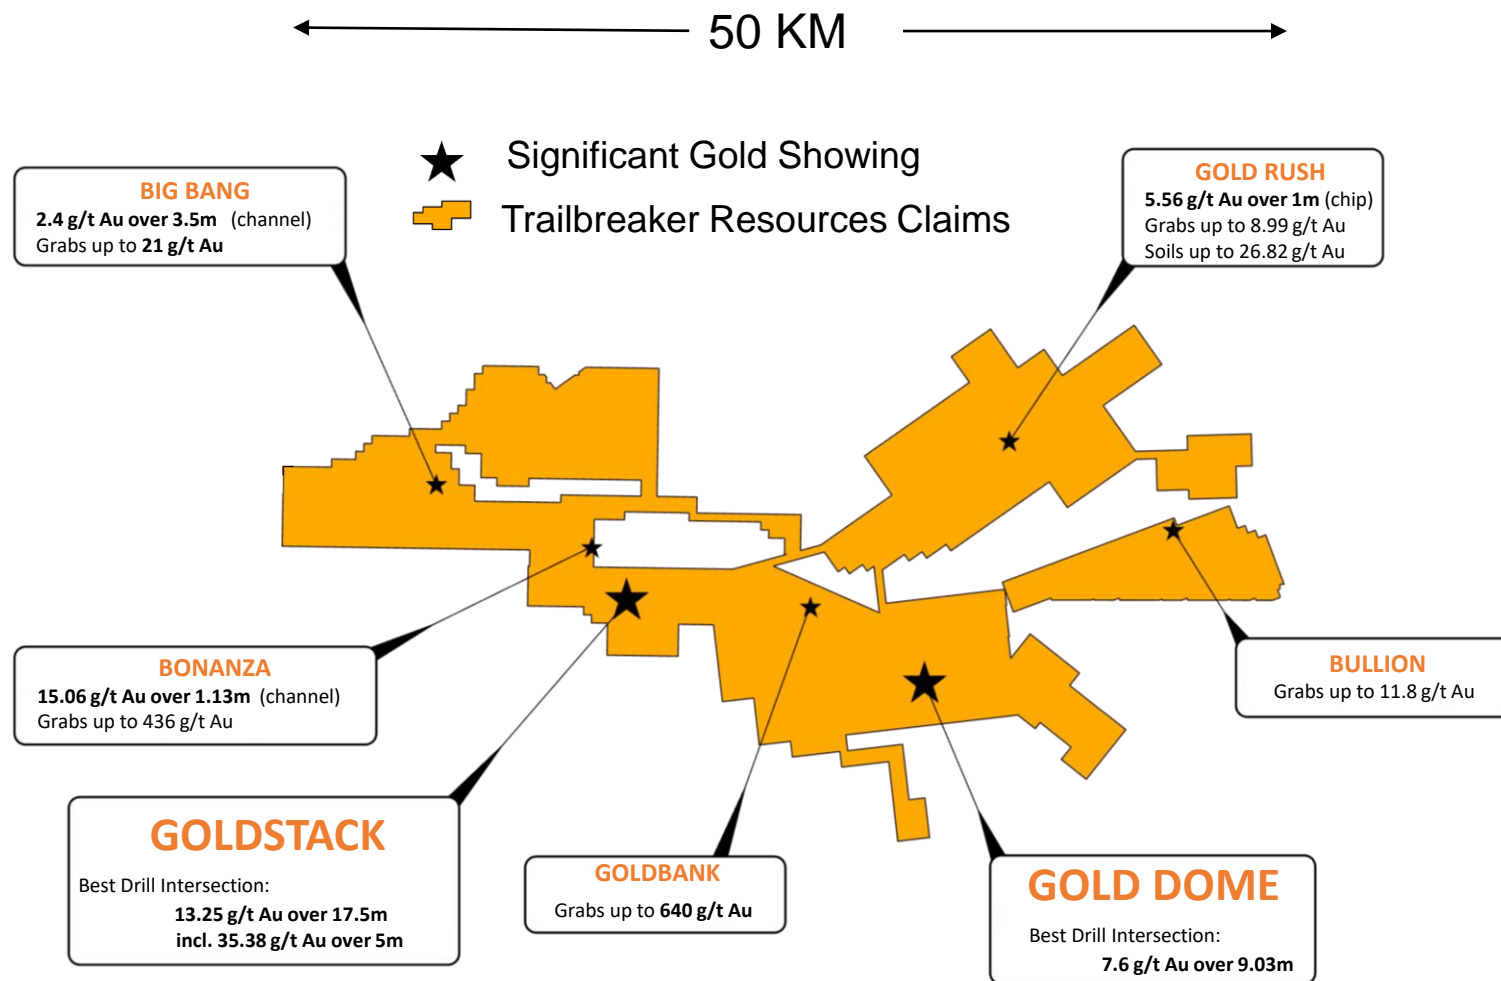 50 KM
Significant Gold Showing
Trailbreaker Resources Claims
BIG BANG
2.4 g/t Au over 3.5m (channel)
Grabs up to 21 g/t Au
GOLD RUSH
5.56 g/t Au over 1m (chip)
Grabs up to 8.99 g/t Au
Soils up to 26.82 g/t Au
BONANZA
15.06 g/t Au over 1.13m (channel)
Grabs up to 436 g/t Au
BULLION
Grabs up to 11.8 g/t Au
GOLDSTACK
Best Drill Intersection:
13.25 g/t Au over 17.5m
incl. 35.38 g/t Au over 5m
GOLDBANK
Grabs up to 640 g/t Au
GOLD DOME
Best Drill Intersection:
7.6 g/t Au over 9.03m